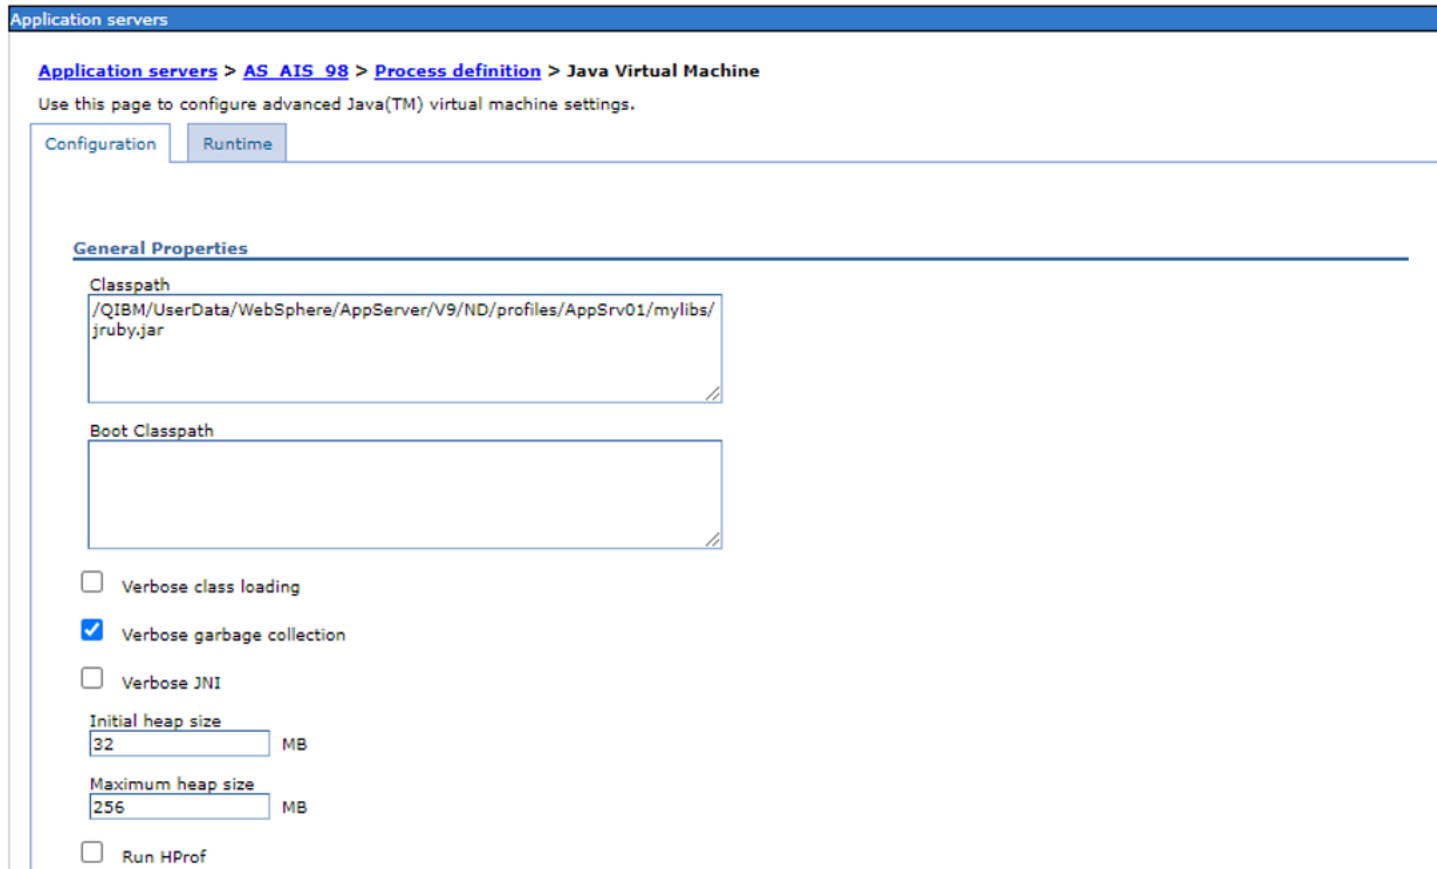 Application servers
Application servers > AS_AIS_98 > Process definition > Java Virtual Machine
Use this page to configure advanced Java(TM) virtual machine settings.
Configuration Runtime
General Properties
Classpath
/QIBM/UserData/WebSphere/AppServer/V9/ND/profiles/AppSrv01/mylibs/
jruby.jar
Boot Classpath
Verbose class loading
Verbose garbage collection
Verbose JNI
Initial heap size
32 MB
Maximum heap size
256 MB
Run HProf